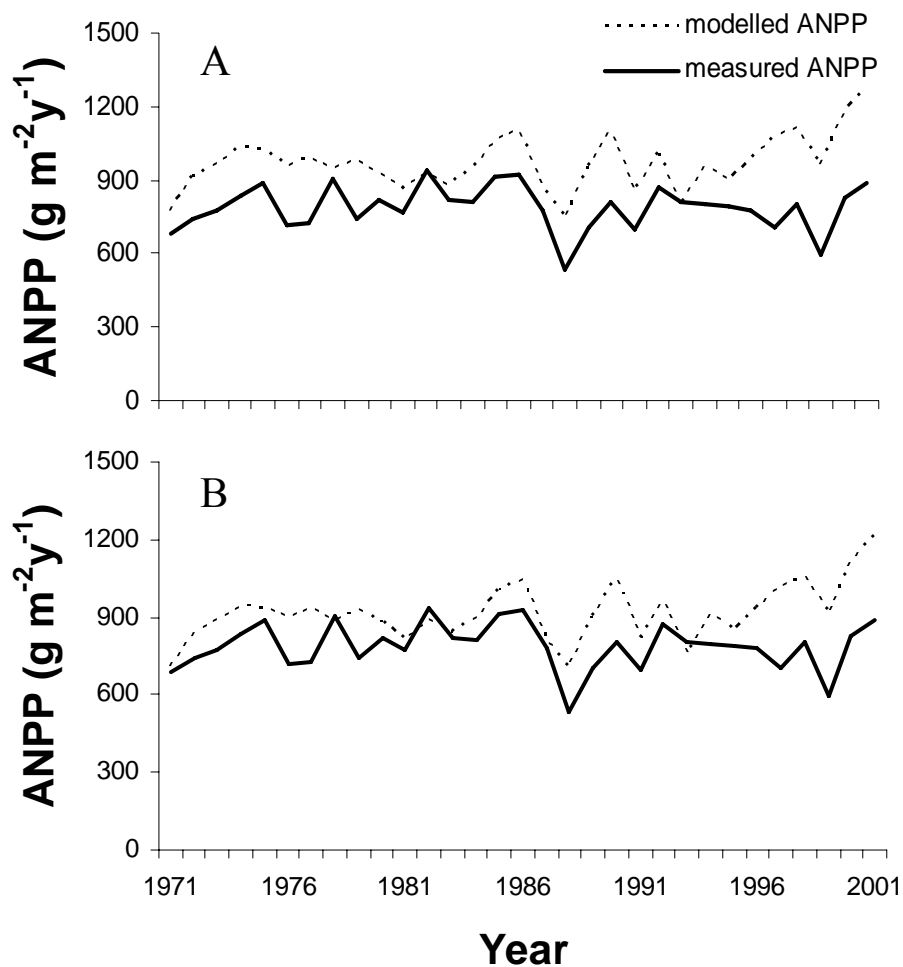 modelled ANPP
measured ANPP
A
1500
1200
900
600
300
0
ANPP (g m-2y-1)
B
1500
1200
900
600
300
0
ANPP (g m-2y-1)
1971 1976 1981 1986 1991 1996 2001
Year